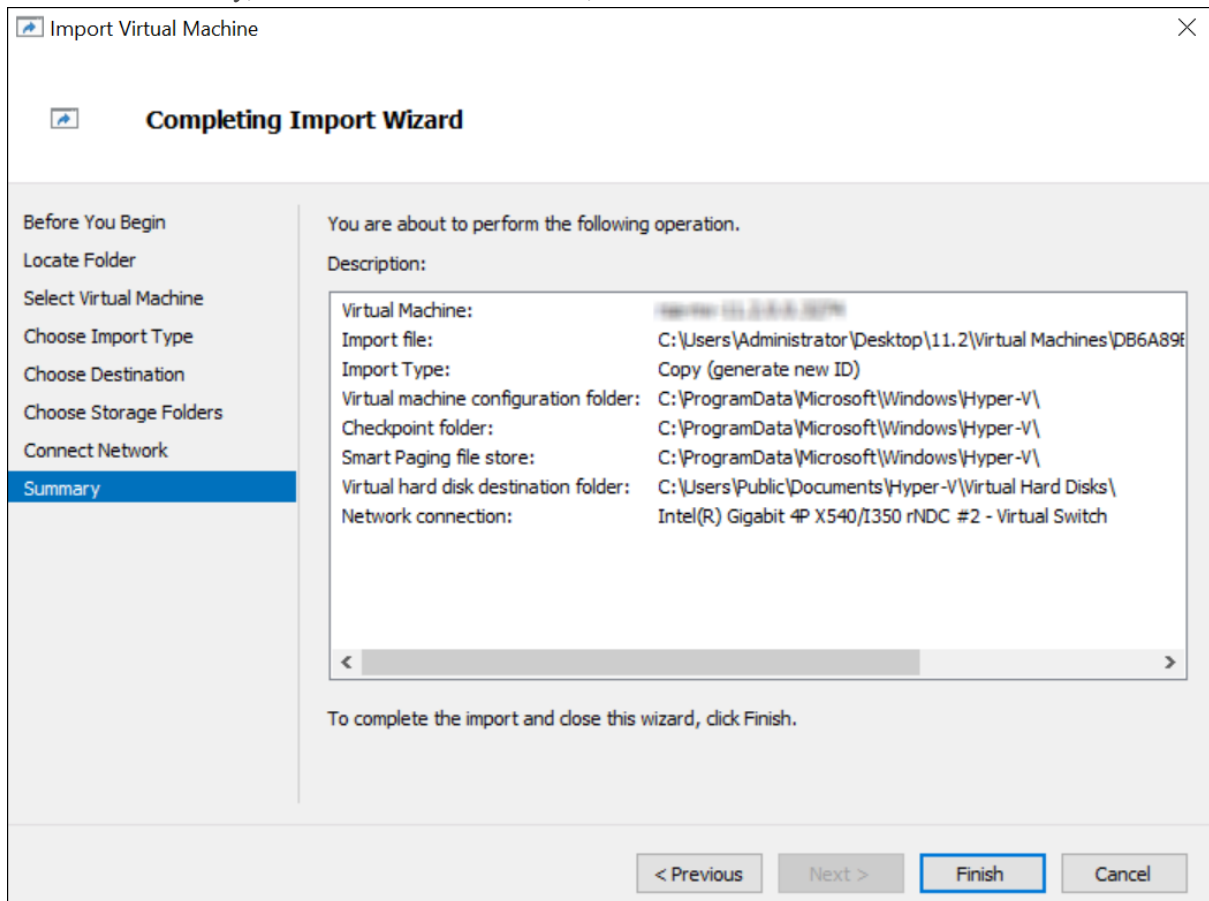 Import Virtual Machine
Completing Import Wizard
Before You Begin
Locate Folder
Select Virtual Machine
Choose Import Type
Choose Destination
Choose Storage Folders
Connect Network
Summary
You are about to perform the following operation.
Description:
Virtual Machine:
Import file: C:\Users\Administrator\Desktop\11.2\Virtual Machines\DB6A89E
Import Type: Copy (generate new ID)
Virtual machine configuration folder: C:\ProgramData\Microsoft\Windows\Hyper-V\
Checkpoint folder: C:\ProgramData\Microsoft\Windows\Hyper-V\
Smart Paging file store: C:\ProgramData\Microsoft\Windows\Hyper-V\
Virtual hard disk destination folder: C:\Users\Public\Documents\Hyper-V\Virtual Hard Disks\
Network connection: Intel(R) Gigabit 4P X540/I350 rNDC #2 - Virtual Switch
To complete the import and close this wizard, click Finish.
< Previous Next > Finish Cancel